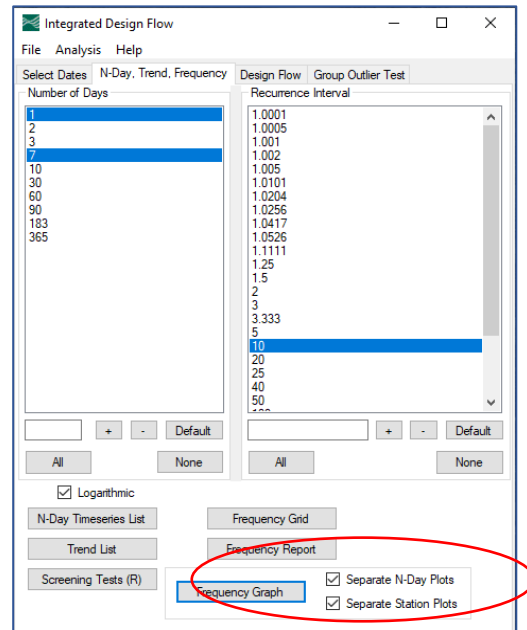 Integrated Design Flow
File Analysis Help
Select Dates N-Day, Trend, Frequency Design Flow Group Outlier Test
Number of Days
1
2
3
7
10
30
60
90
183
365
+ - Default
All None
Recurrence Interval
1.0001
1.0005
1.001
1.002
1.005
1.0101
1.0204
1.0256
1.0417
1.0526
1.1111
1.25
1.5
2
3
3.333
5
10
20
25
40
50
+ - Default
All None
Logarithmic
N-Day Timeseries List Frequency Grid
Trend List Frequency Report
Screening Tests (R) Frequency Graph
Separate N-Day Plots
Separate Station Plots